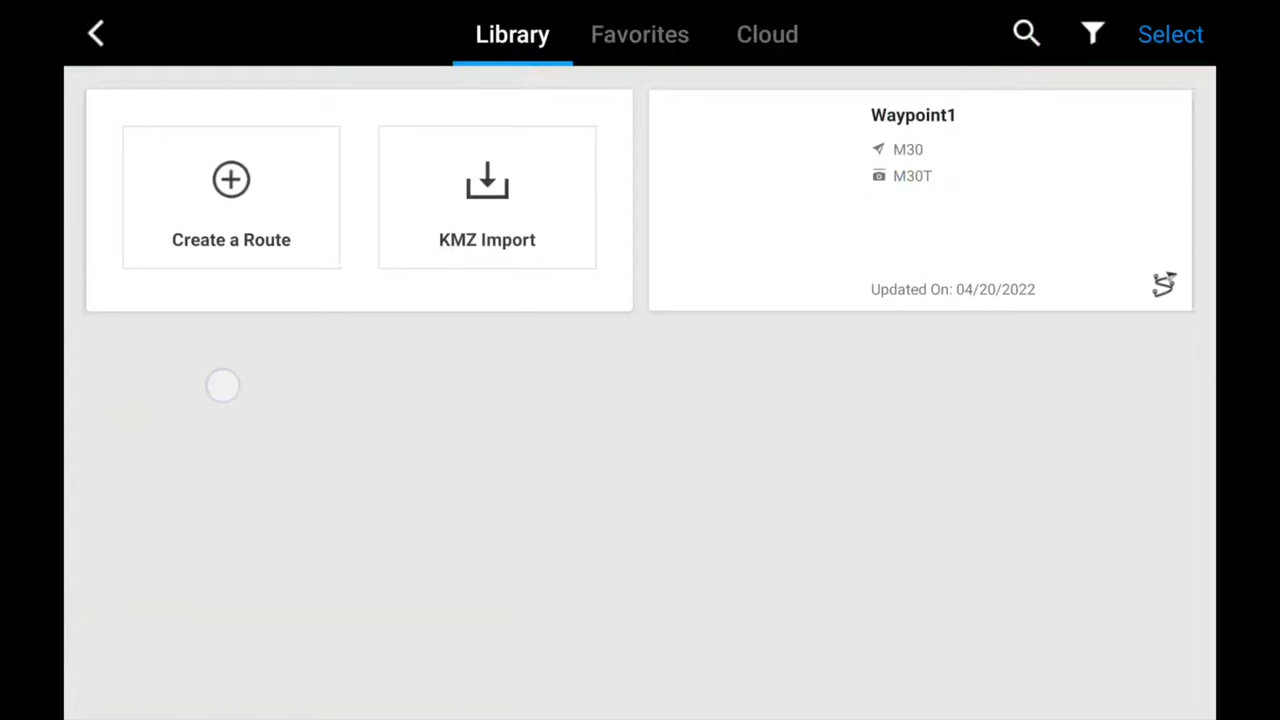 Library Favorites Cloud Select
Create a Route
KMZ Import
Waypoint1
M30
M30T
Updated On: 04/20/2022